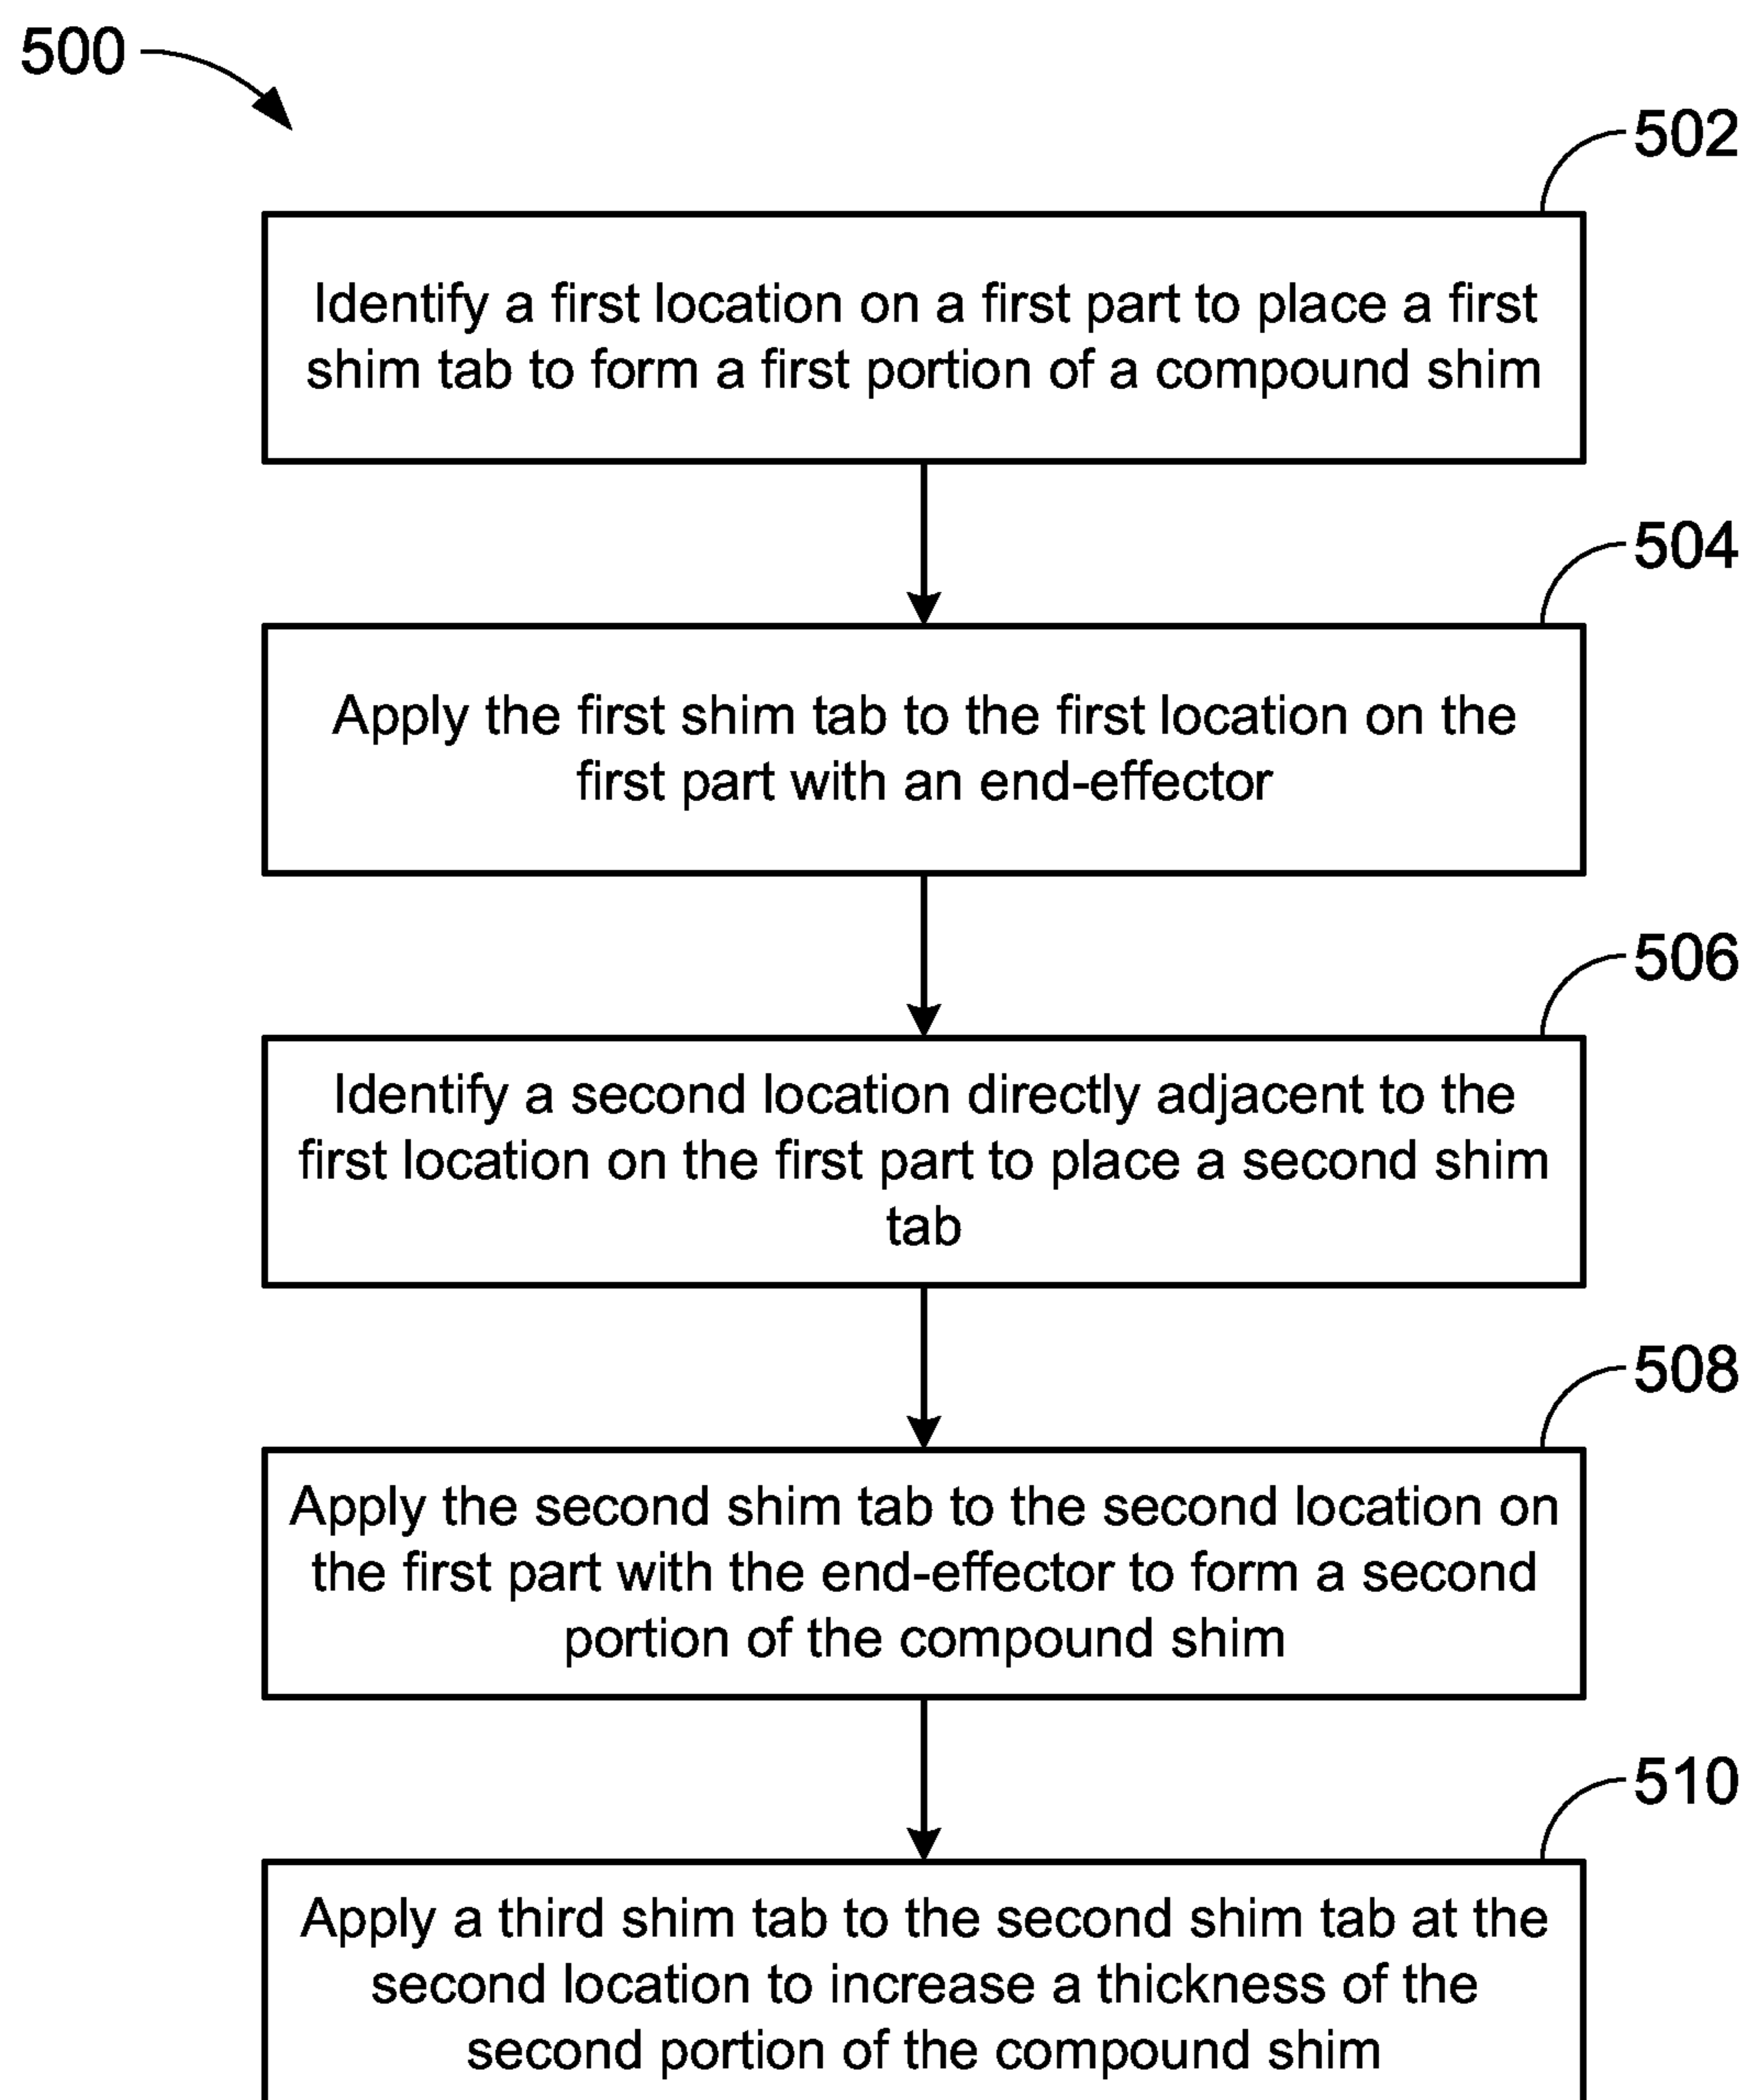 500
502
Identify a first location on a first part to place a first
shim tab to form a first portion of a compound shim
504
Apply the first shim tab to the first location on the
first part with an end-effector
506
Identify a second location directly adjacent to the
first location on the first part to place a second shim
tab
508
Apply the second shim tab to the second location on
the first part with the end-effector to form a second
portion of the compound shim
510
Apply a third shim tab to the second shim tab at the
second location to increase a thickness of the
second portion of the compound shim